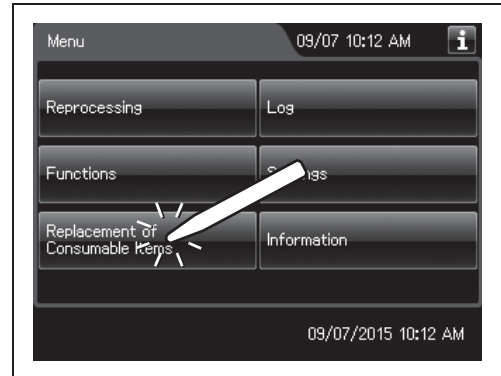 Menu
09/07 10:12 AM
i
Reprocessing
Log
Functions
Replacement of
Consumable Items
Information
09/07/2015 10:12 AM